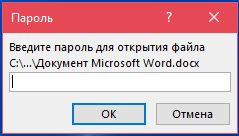 Пароль ? ×
Введите пароль для открытия файла
C:\...\Документ Microsoft Word.docx
ОК Отмена